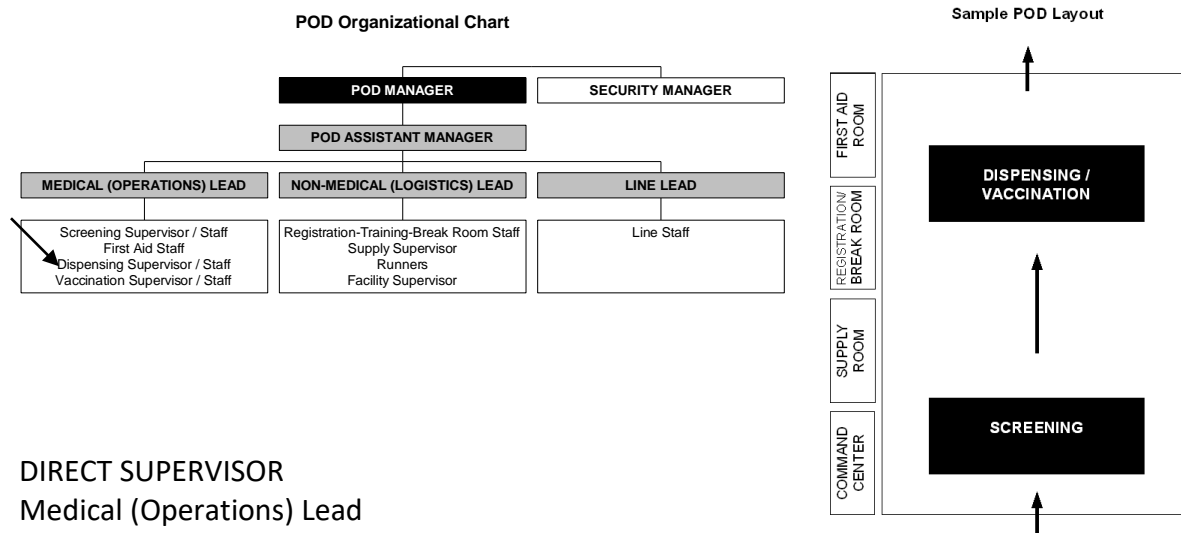 POD Organizational Chart
POD MANAGER
SECURITY MANAGER
POD ASSISTANT MANAGER
MEDICAL (OPERATIONS) LEAD
NON-MEDICAL (LOGISTICS) LEAD
LINE LEAD
Screening Supervisor / Staff
First Aid Staff
Dispensing Supervisor / Staff
Vaccination Supervisor / Staff
Registration-Training-Break Room Staff
Supply Supervisor
Runners
Facility Supervisor
Line Staff
DIRECT SUPERVISOR
Medical (Operations) Lead
Sample POD Layout
FIRST AID
ROOM
REGISTRATION/
BREAK ROOM
SUPPLY
ROOM
COMMAND
CENTER
DISPENSING /
VACCINATION
SCREENING